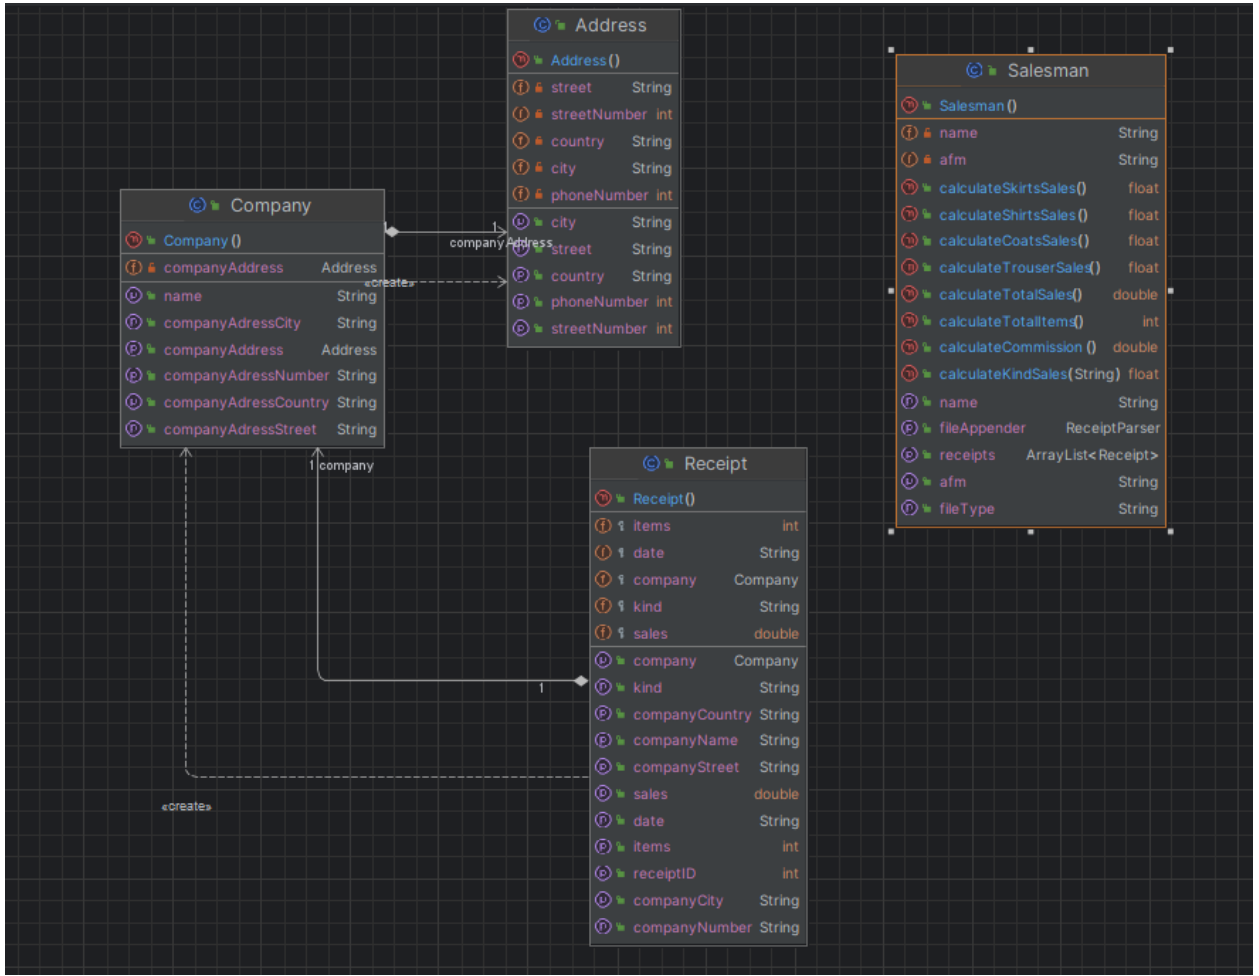 Address
Address()
street String
streetNumber int
country String
city String
phoneNumber int
city String
street String
country String
phoneNumber int
streetNumber int
Salesman
Salesman()
name String
afm String
calculateSkirtsSales() float
calculateShirtsSales() float
calculateCoatsSales() float
calculateTrouserSales() float
calculateTotalSales() double
calculateTotalItems() int
calculateCommission () double
calculateKindSales(String) float
name String
fileAppender ReceiptParser
receipts ArrayList<Receipt>
afm String
fileType String
Company
Company()
companyAddress Address
name String
companyAdressCity String
companyAddress Address
companyAdressNumber String
companyAdressCountry String
companyAdressStreet String
1
1
companyAddress
«create»
1 company
1
«create»
Receipt
Receipt()
items int
date String
company Company
kind String
sales double
company Company
kind String
companyCountry String
companyName String
companyStreet String
sales double
date String
items int
receiptID int
companyCity String
companyNumber String